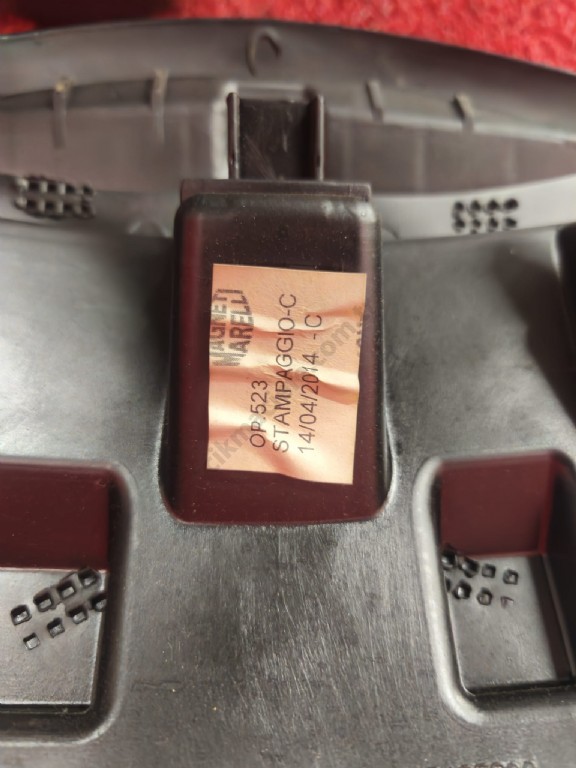 MAGNETI
MARELLI
OP.523
STAMPAGGIO-C
14/04/2014 - C